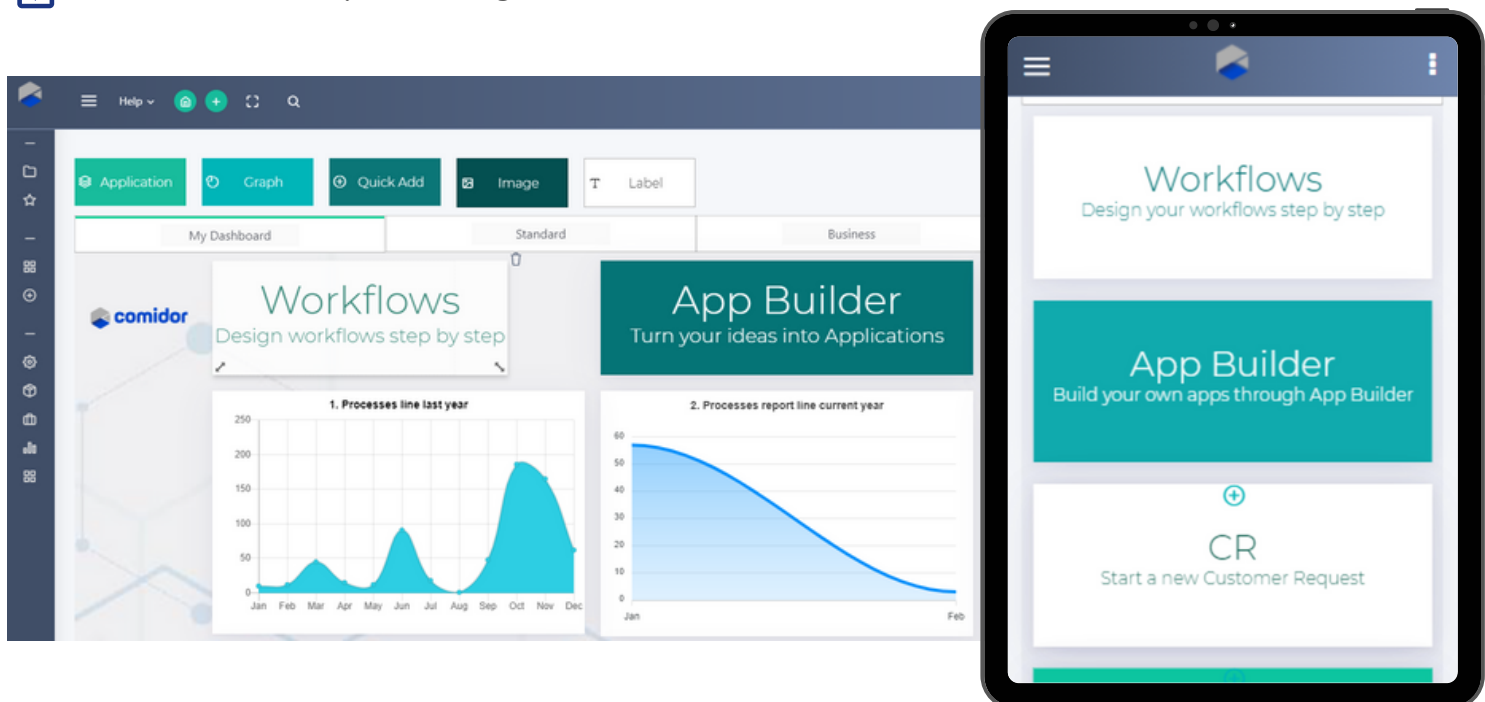 Help
Application
Graph
Quick Add
Image
T Label
My Dashboard
Standard
Business
comidor
Workflows
Design workflows step by step
App Builder
Turn your ideas into Applications
1. Processes line last year
250
200
150
100
50
0
Jan Feb Mar Apr May Jun Jul Aug Sep Oct Nov Dec
2. Processes report line current year
60
50
40
30
20
10
0
Jan Feb
Workflows
Design your workflows step by step
App Builder
Build your own apps through App Builder
CR
Start a new Customer Request